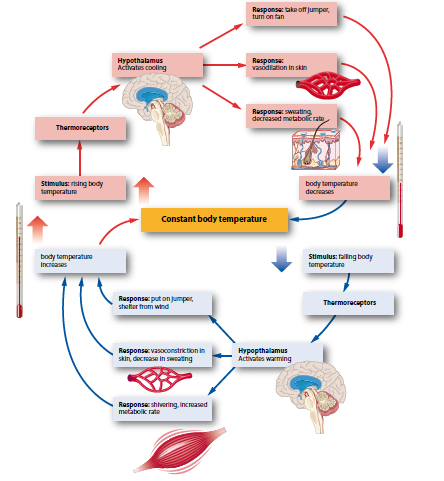 Response: take off jumper,
turn on fan
Hypothalamus
Activates cooling
Response:
vasodilation in skin
Response: sweating,
decreased metabolic rate
Thermoreceptors
Stimulus: rising body
temperature
body temperature
decreases
Constant body temperature
body temperature
increases
Stimulus: falling body
temperature
Response: put on jumper,
shelter from wind
Thermoreceptors
Response: vasoconstriction in
skin, decrease in sweating
Hypopthalamus
Activates warming
Response: shivering, increased
metabolic rate